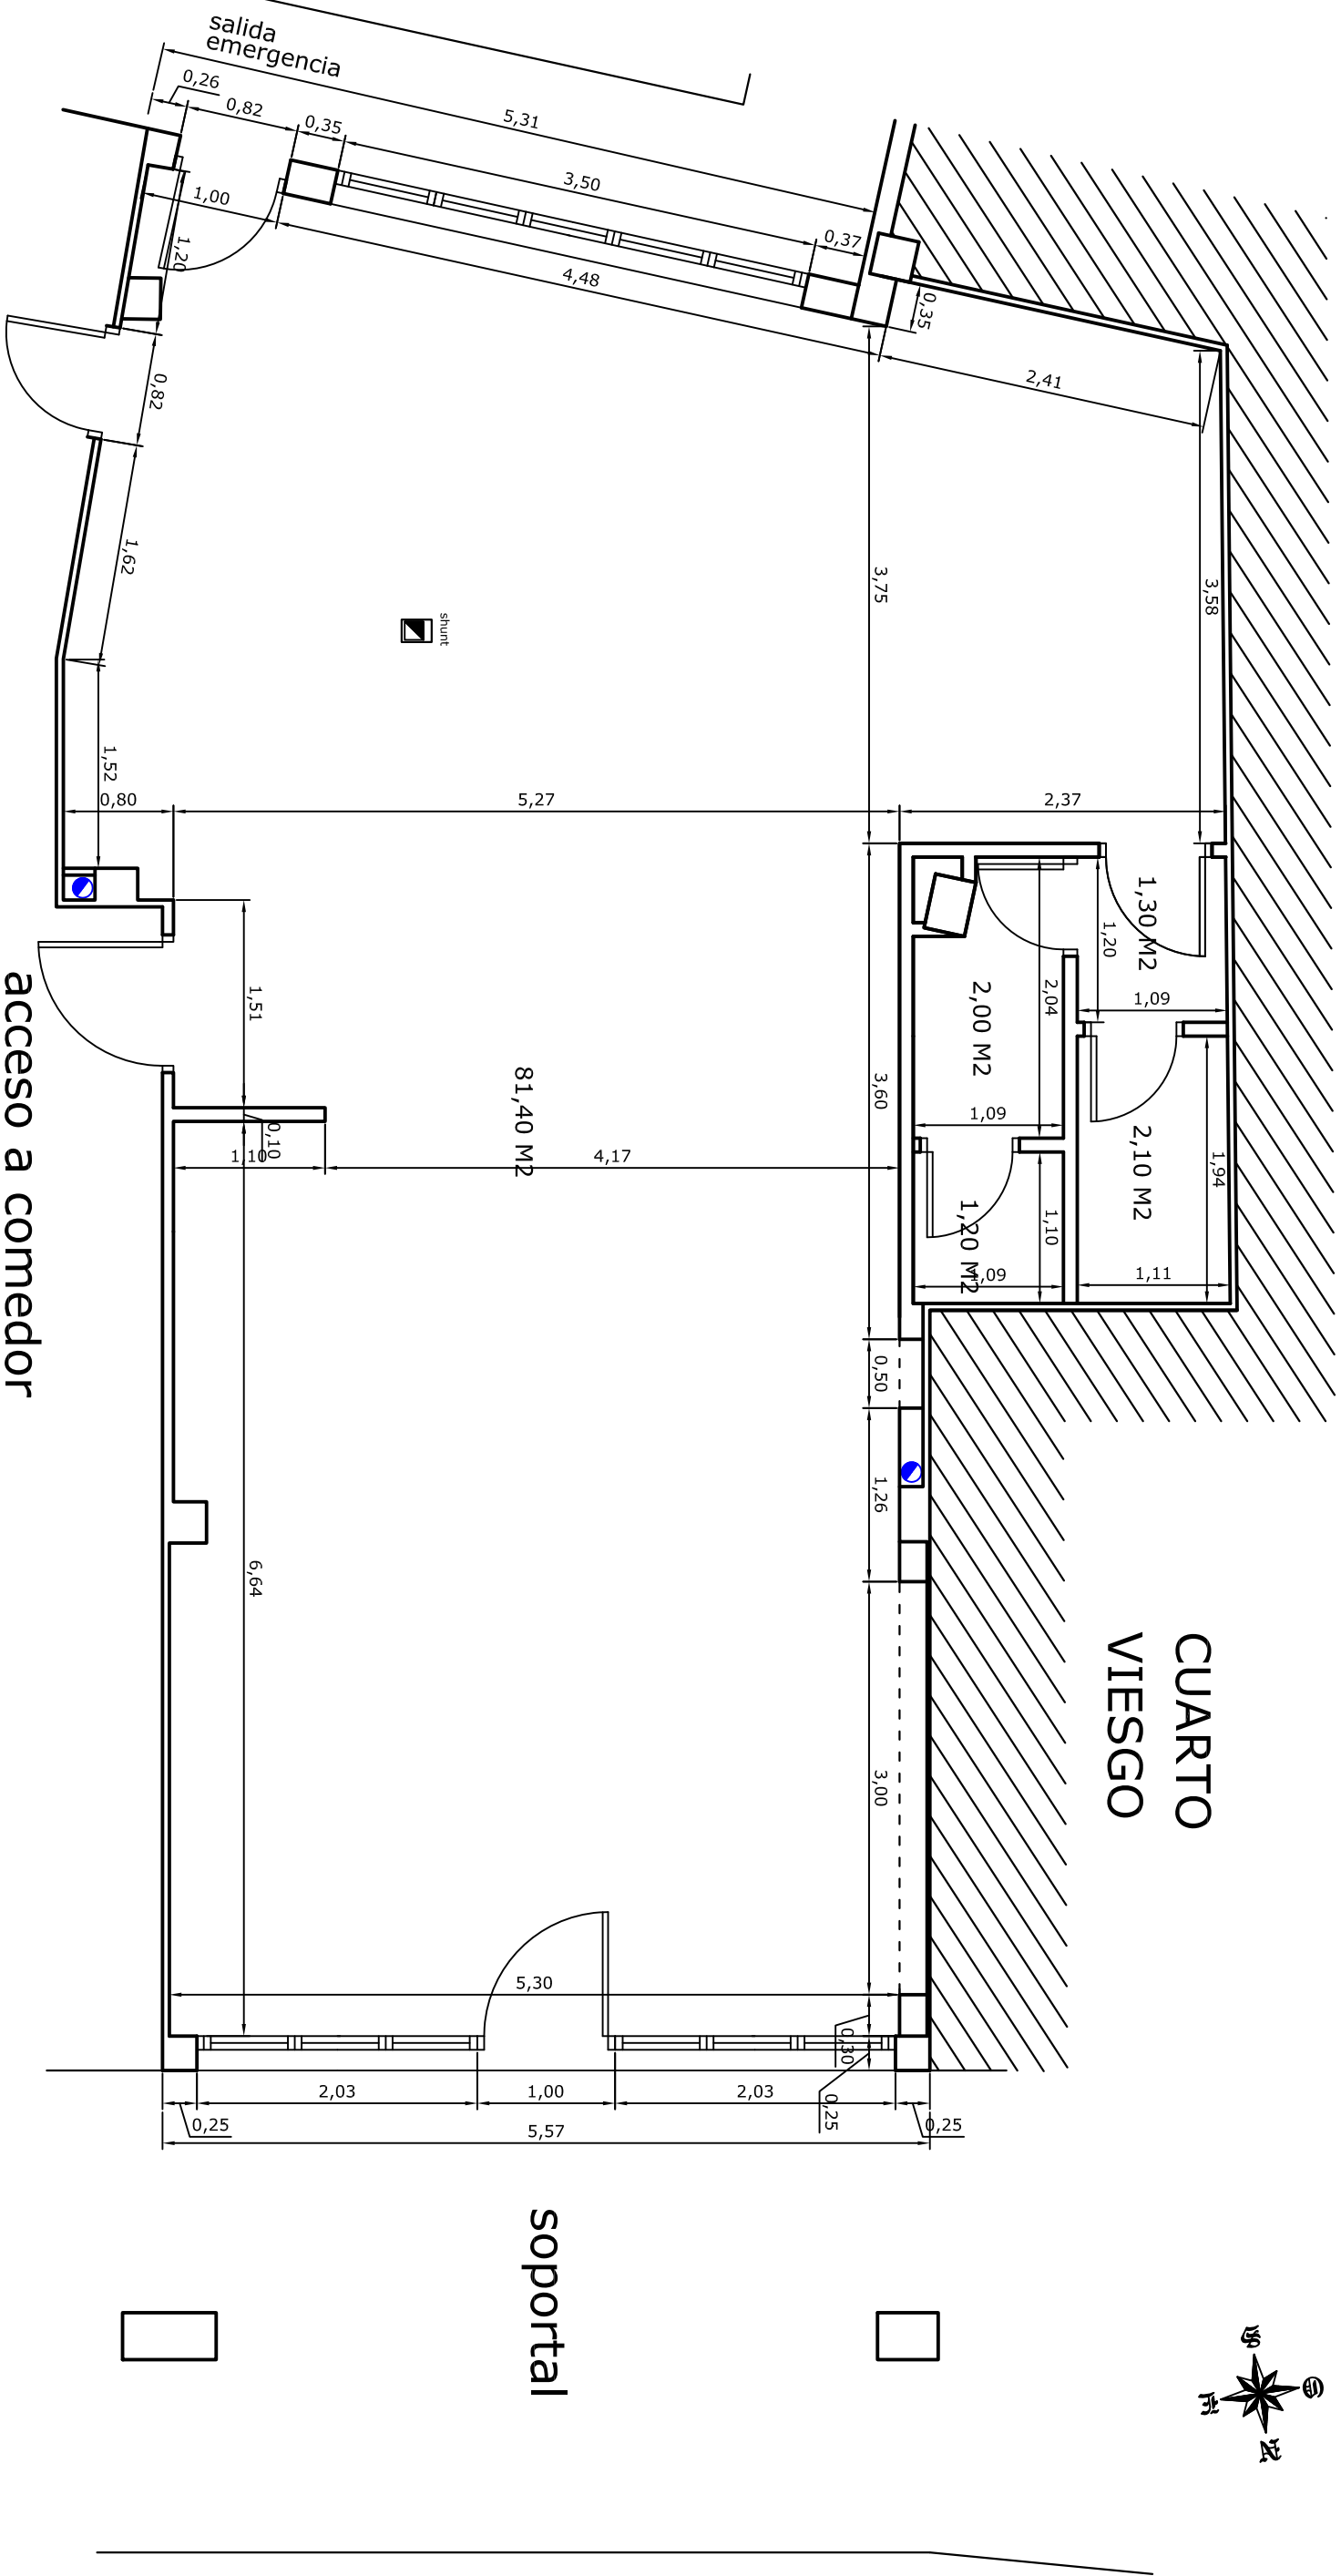 salida
emergencia
0,26
0,82
0,35
5,31
3,50
0,37
1,00
1,20
4,48
0,35
2,41
0,82
3,75
3,58
1,62
shunt
1,52
0,80
5,27
2,37
1,30 M2
1,20
1,09
2,00 M2
2,04
1,51
81,40 M2
3,60
1,09
2,10 M2
1,94
0,10
1,10
4,17
1,20 M2
1,10
1,09
1,11
acceso a comedor
0,50
1,26
6,64
CUARTO
VIESGO
3,00
5,30
0,30
2,03
1,00
2,03
0,25
0,25
0,25
5,57
soportal
S
O
E
N